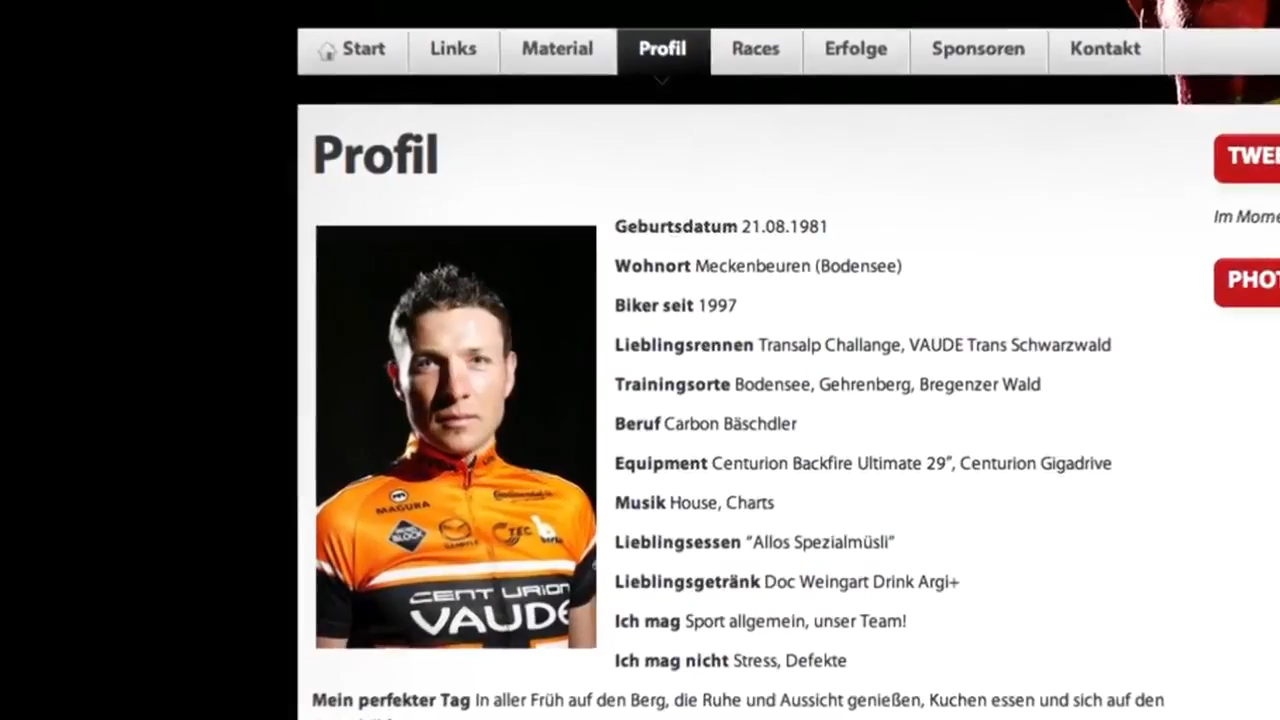 Start Links Material Profil Races Erfolge Sponsoren Kontakt
Profil
TWEE
Im Mome
PHOT
Geburtsdatum 21.08.1981
Wohnort Meckenbeuren (Bodensee)
Biker seit 1997
Lieblingsrennen Transalp Challange, VAUDE Trans Schwarzwald
Trainingsorte Bodensee, Gehrenberg, Bregenzer Wald
Beruf Carbon Bäschdler
Equipment Centurion Backfire Ultimate 29”, Centurion Gigadrive
Musik House, Charts
Lieblingsessen “Allos Spezialmüsli”
Lieblingsgetränk Doc Weingart Drink Argi+
Ich mag Sport allgemein, unser Team!
Ich mag nicht Stress, Defekte
MAGURA
Continental
BLOCK
CTEC
CENTURION
VAUDE
Mein perfekter Tag In aller Früh auf den Berg, die Ruhe und Aussicht genießen, Kuchen essen und sich auf den